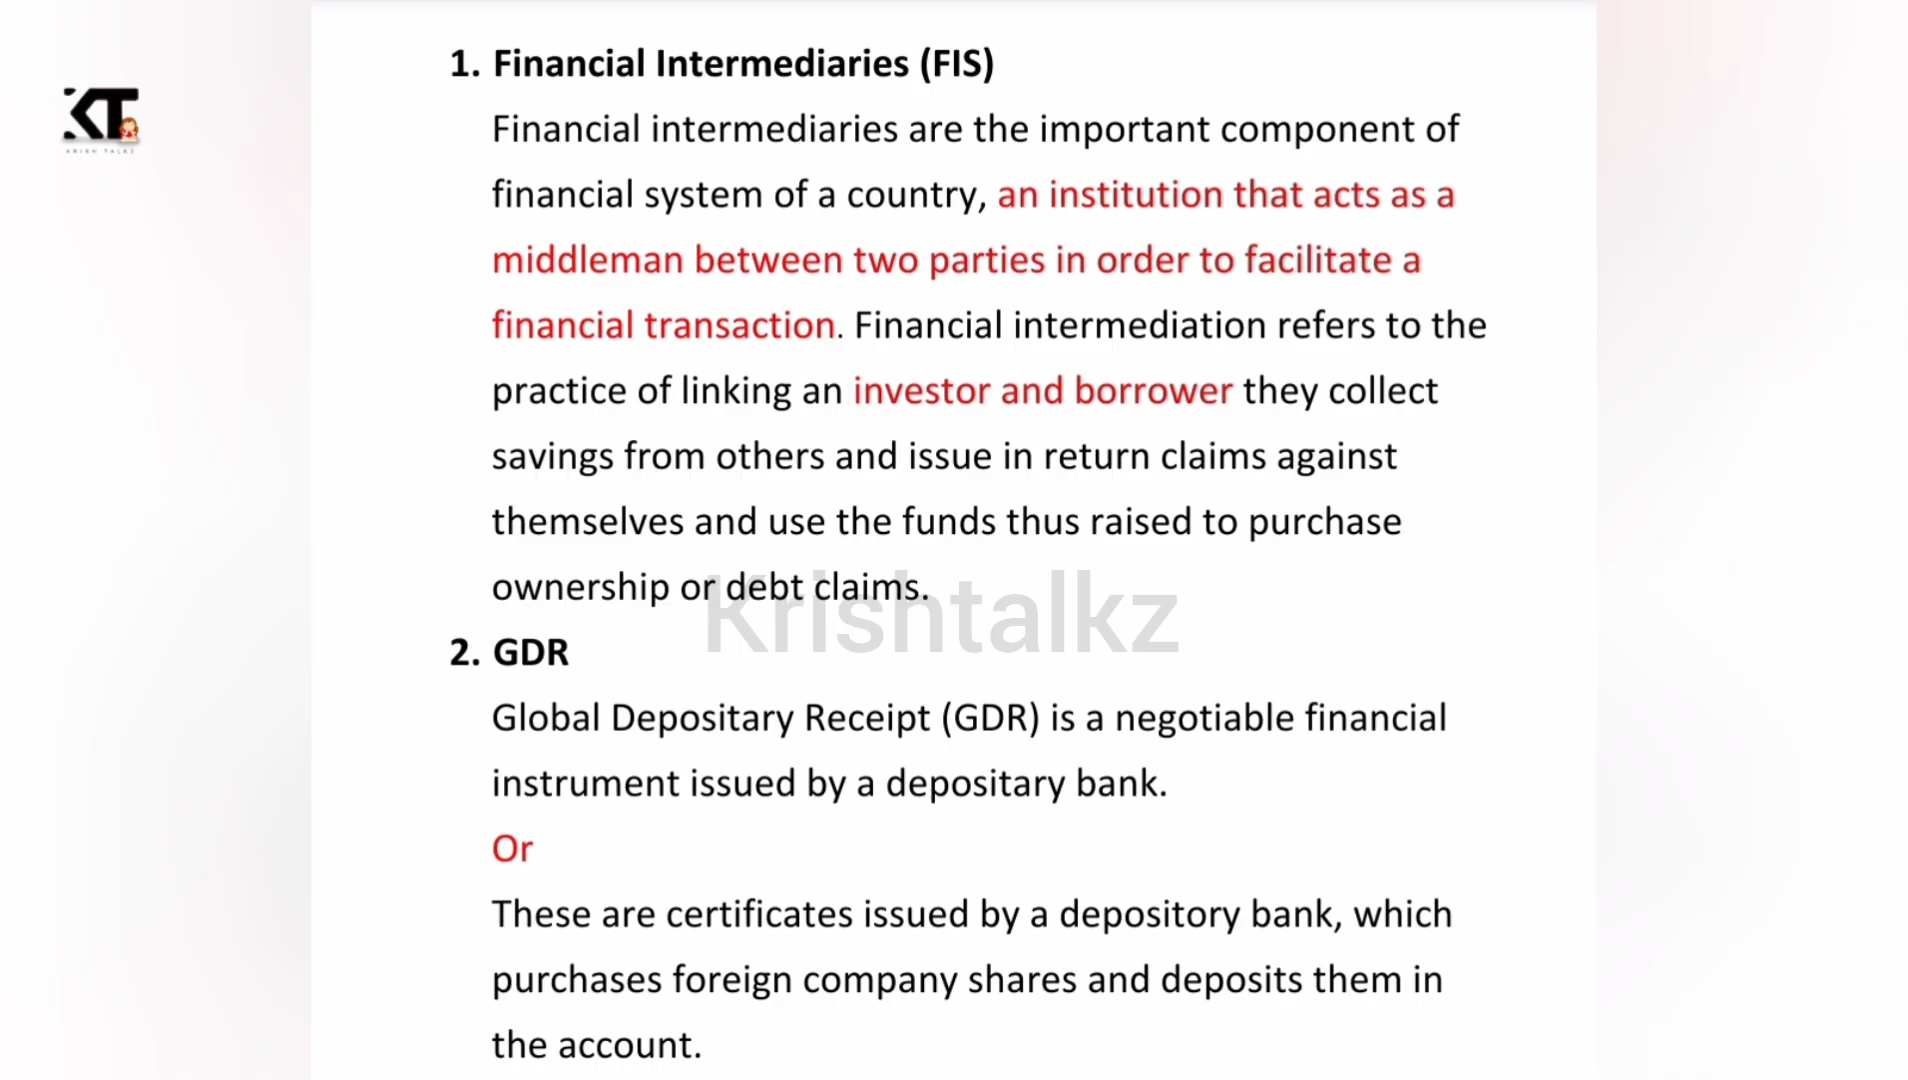 KT
KRISH TALKZ
1. Financial Intermediaries (FIS)
Financial intermediaries are the important component of
financial system of a country, an institution that acts as a
middleman between two parties in order to facilitate a
financial transaction. Financial intermediation refers to the
practice of linking an investor and borrower they collect
savings from others and issue in return claims against
themselves and use the funds thus raised to purchase
ownership or debt claims.
Krishtalkz
2. GDR
Global Depositary Receipt (GDR) is a negotiable financial
instrument issued by a depositary bank.
Or
These are certificates issued by a depository bank, which
purchases foreign company shares and deposits them in
the account.